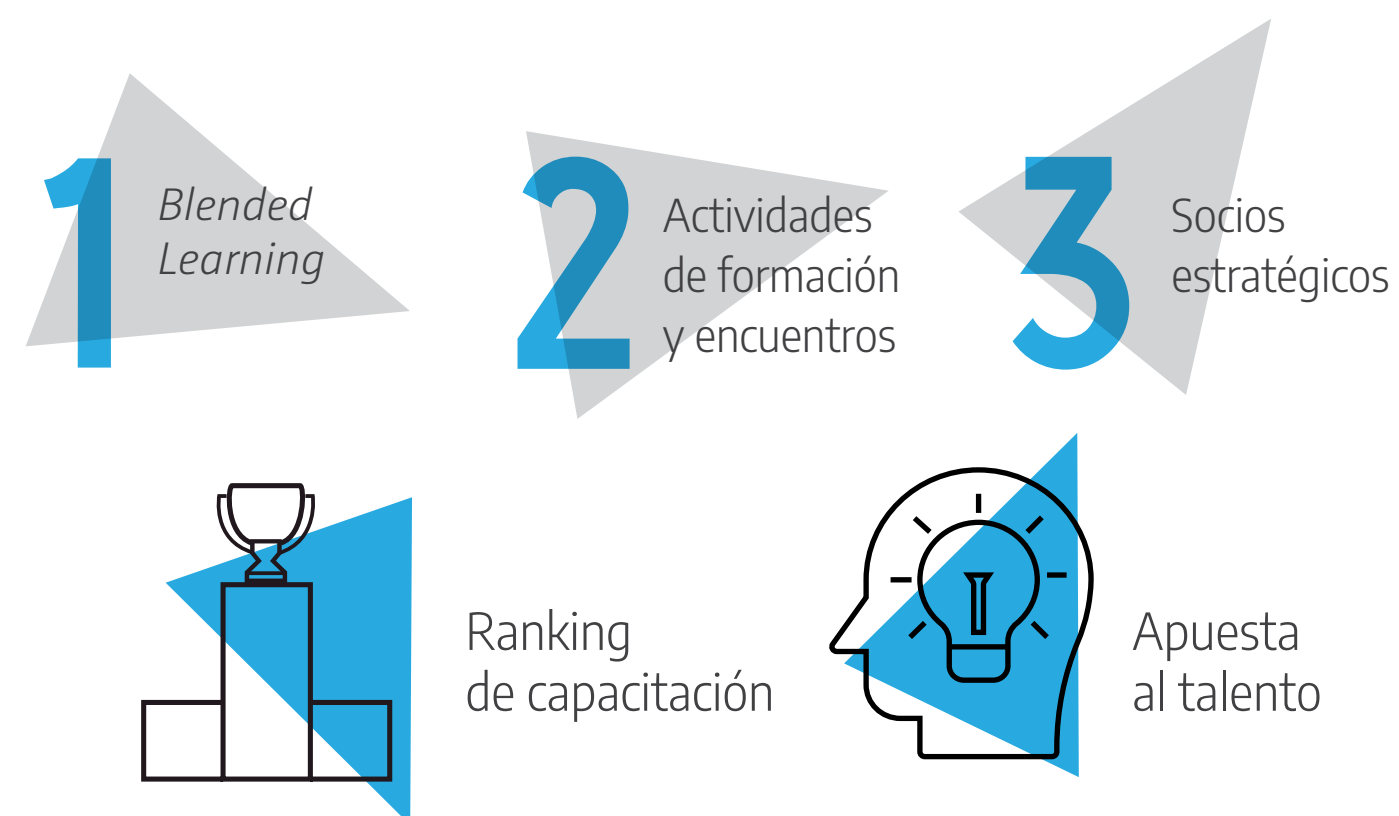 1
Blended
Learning
2
Actividades
de formación
y encuentros
3
Socios
estratégicos
Ranking
de capacitación
Apuesta
al talento